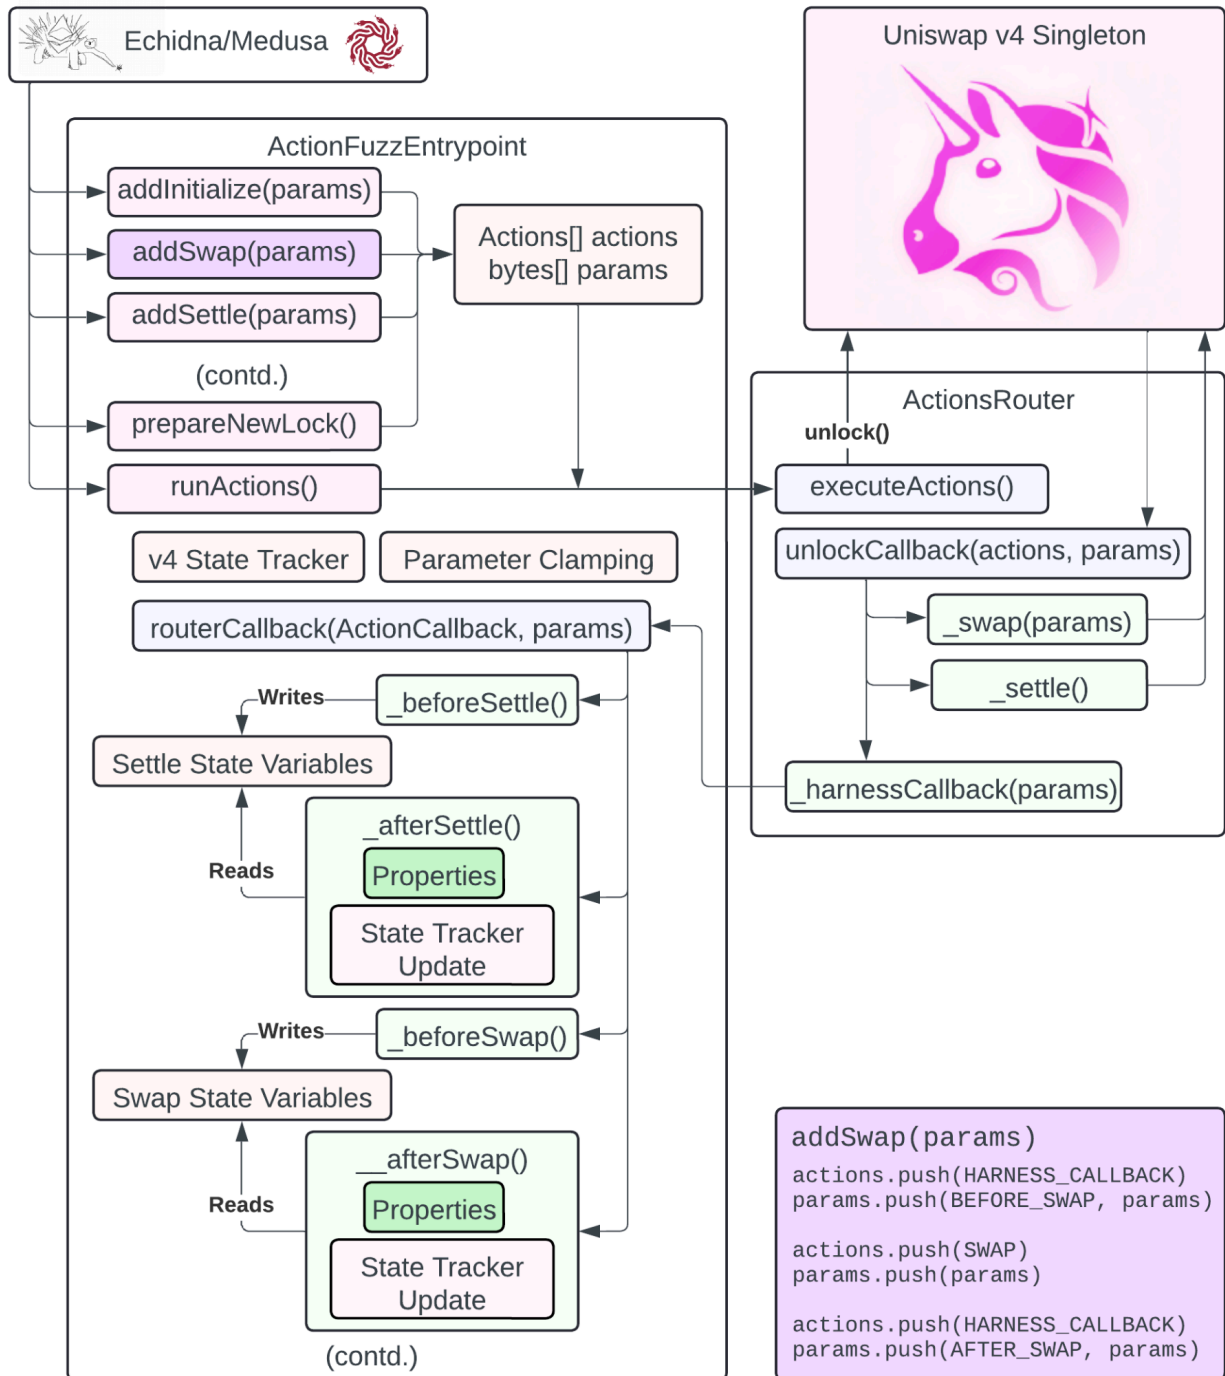 Echidna/Medusa
Uniswap v4 Singleton
ActionFuzzEntrypoint
addInitialize(params)
addSwap(params)
addSettle(params)
(contd.)
prepareNewLock()
runActions()
Actions[] actions
bytes[] params
v4 State Tracker
Parameter Clamping
routerCallback(ActionCallback, params)
Writes
_beforeSettle()
Settle State Variables
_afterSettle()
Properties
Reads
State Tracker
Update
Writes
_beforeSwap()
Swap State Variables
__afterSwap()
Properties
Reads
State Tracker
Update
(contd.)
ActionsRouter
unlock()
executeActions()
unlockCallback(actions, params)
_swap(params)
_settle()
_harnessCallback(params)
addSwap(params)
actions.push(HARNESS_CALLBACK)
params.push(BEFORE_SWAP, params)
actions.push(SWAP)
params.push(params)
actions.push(HARNESS_CALLBACK)
params.push(AFTER_SWAP, params)